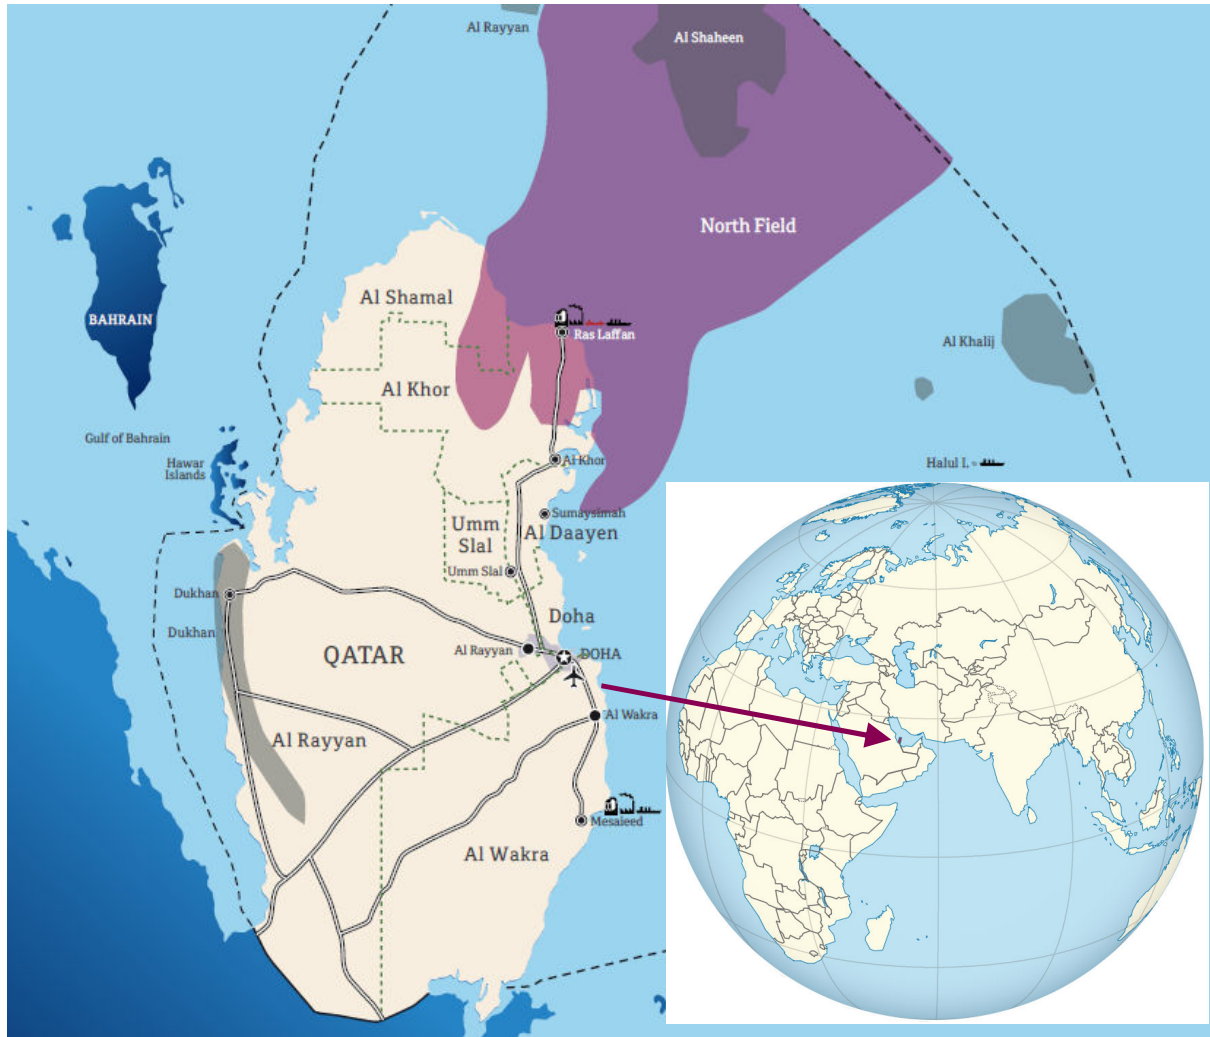 Al Rayyan
Al Shaheen
North Field
Al Shamal
BAHRAIN
Ras Laffan
Al Khalij
Al Khor
Gulf of Bahrain
Hawar
Islands
Al Khor
Halul I.
Sumaysimah
Umm
Slal
Al Daayen
Umm Slal
Dukhan
Doha
Dukhan
QATAR
Al Rayyan
DOHA
Al Wakra
Al Rayyan
Mesaieed
Al Wakra